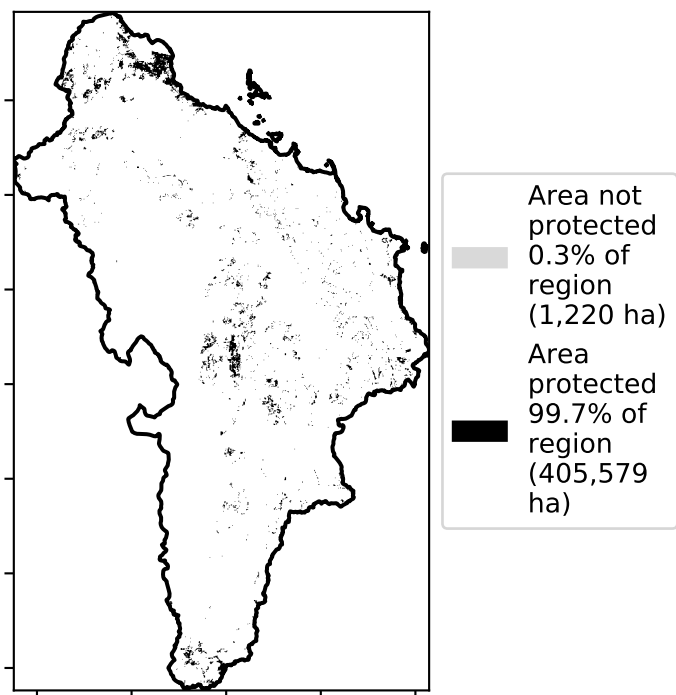 Area not
protected
0.3% of
region
(1,220 ha)
Area
protected
99.7% of
region
(405,579
ha)